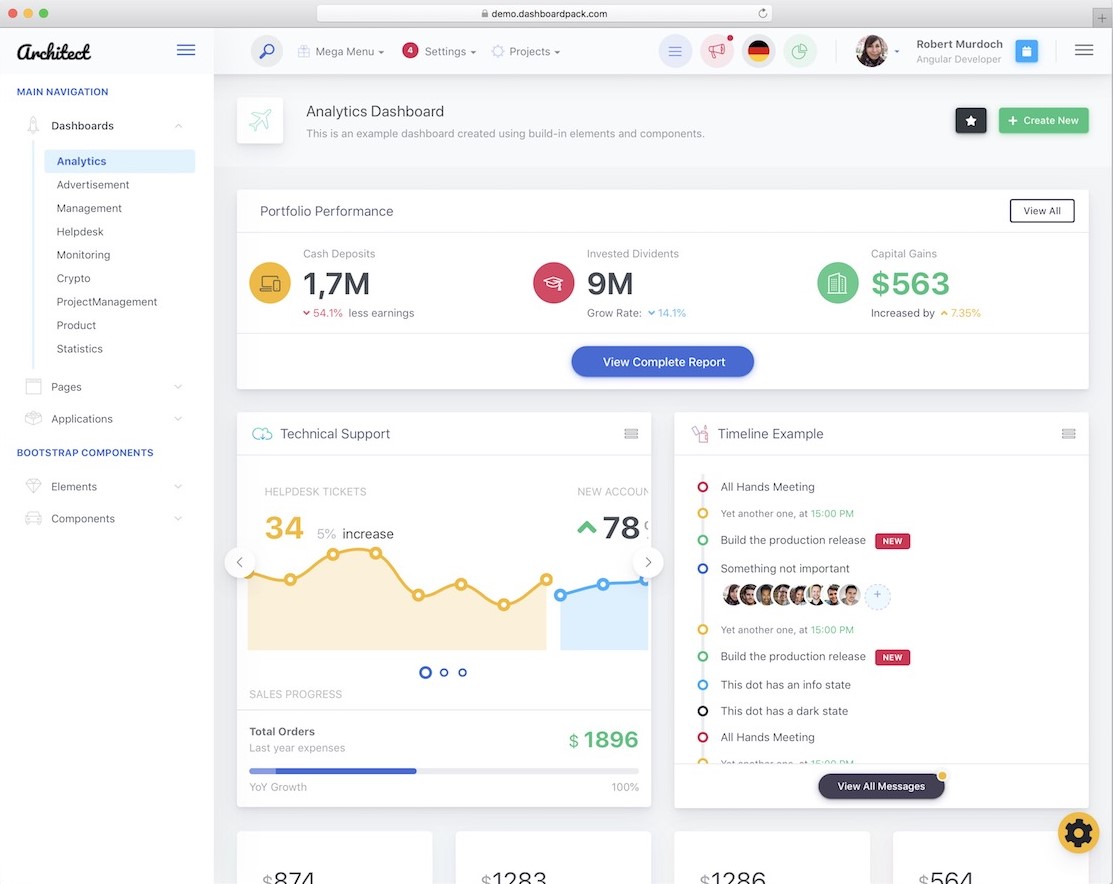 demo.dashboardpack.com
Architect
Mega Menu
4
Settings
Projects
Robert Murdoch
Angular Developer
MAIN NAVIGATION
Dashboards
Analytics
Advertisement
Management
Helpdesk
Monitoring
Crypto
ProjectManagement
Product
Statistics
Pages
Applications
BOOTSTRAP COMPONENTS
Elements
Components
Analytics Dashboard
This is an example dashboard created using build-in elements and components.
+ Create New
Portfolio Performance
View All
Cash Deposits
1,7M
54.1% less earnings
Invested Dividents
9M
Grow Rate: 14.1%
Capital Gains
$563
Increased by 7.35%
View Complete Report
Technical Support
HELPDESK TICKETS
34 5% increase
NEW ACCOUN
78
SALES PROGRESS
Total Orders
Last year expenses
$ 1896
YoY Growth
100%
Timeline Example
All Hands Meeting
Yet another one, at 15:00 PM
Build the production release NEW
Something not important
+
Yet another one, at 15:00 PM
Build the production release NEW
This dot has an info state
This dot has a dark state
All Hands Meeting
Yet another one, at 15:00 PM
View All Messages
$874
$1283
$1286
$564